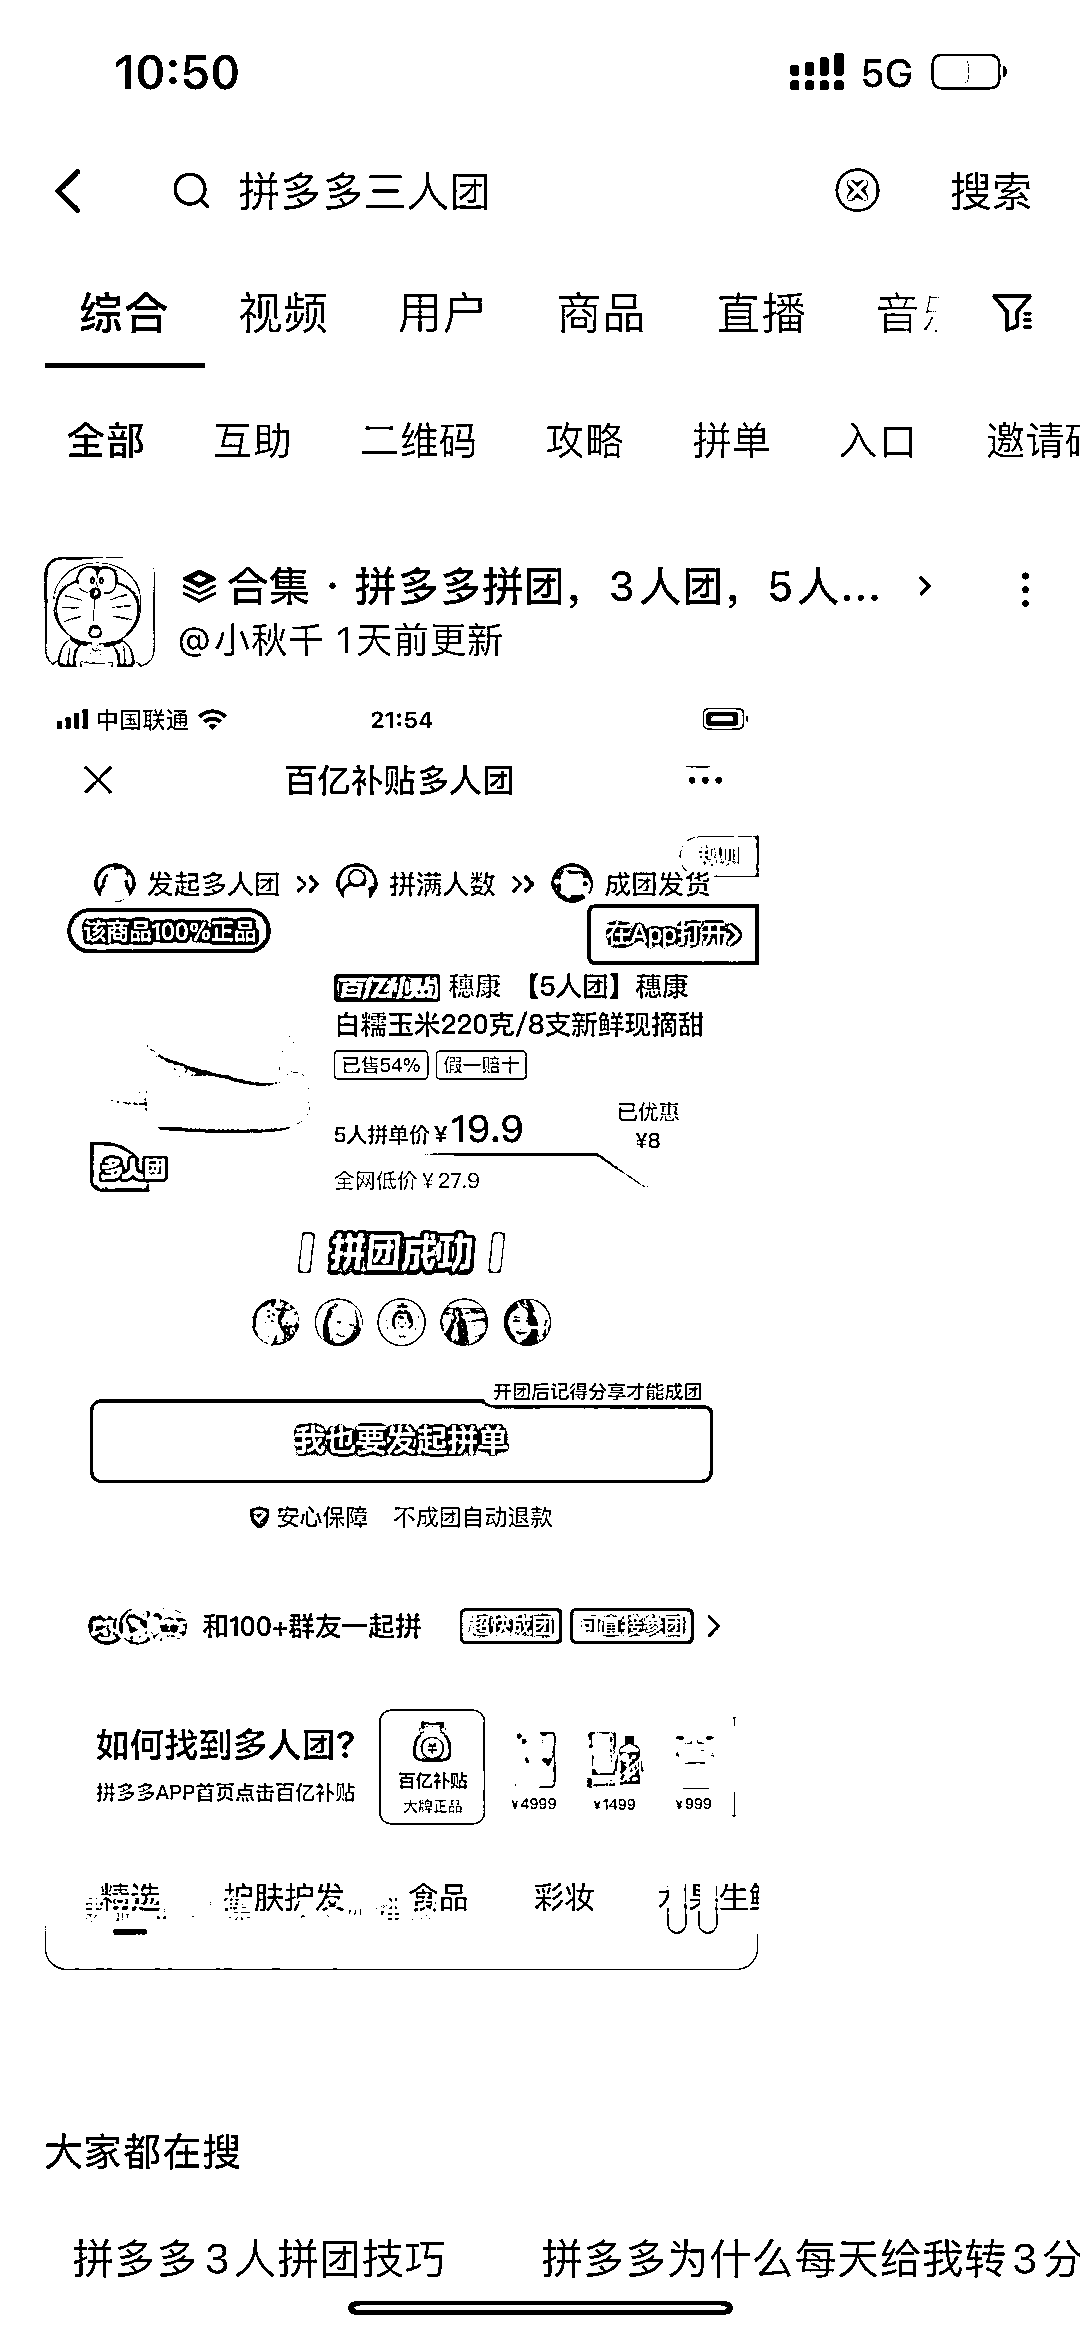 10:50 5G
拼多多三人团 搜索
综合 视频 用户 商品 直播 音
全部 互助 二维码 攻略 拼单 入口 邀请
合集 · 拼多多拼团，3人团，5人...
@小秋千 1天前更新
中国联通 21:54
百亿补贴多人团
规则
发起多人团 >> 拼满人数 >> 成团发货
该商品100%正品 在App打开>
百亿补贴 穗康 【5人团】穗康
白糯玉米220克/8支新鲜现摘甜
已售54% 假一赔十
5人拼单价¥19.9 已优惠 ¥8
多人团
全网低价¥27.9
拼团成功
开团后记得分享才能成团
我也要发起拼单
安心保障 不成团自动退款
和100+群友一起拼 超快成团 可直接参团
如何找到多人团?
拼多多APP首页点击百亿补贴
百亿补贴
大牌正品
¥4999 ¥1499 ¥999
精选 护肤护发 食品 彩妆 水果生鲜
大家都在搜
拼多多3人拼团技巧 拼多多为什么每天给我转3分